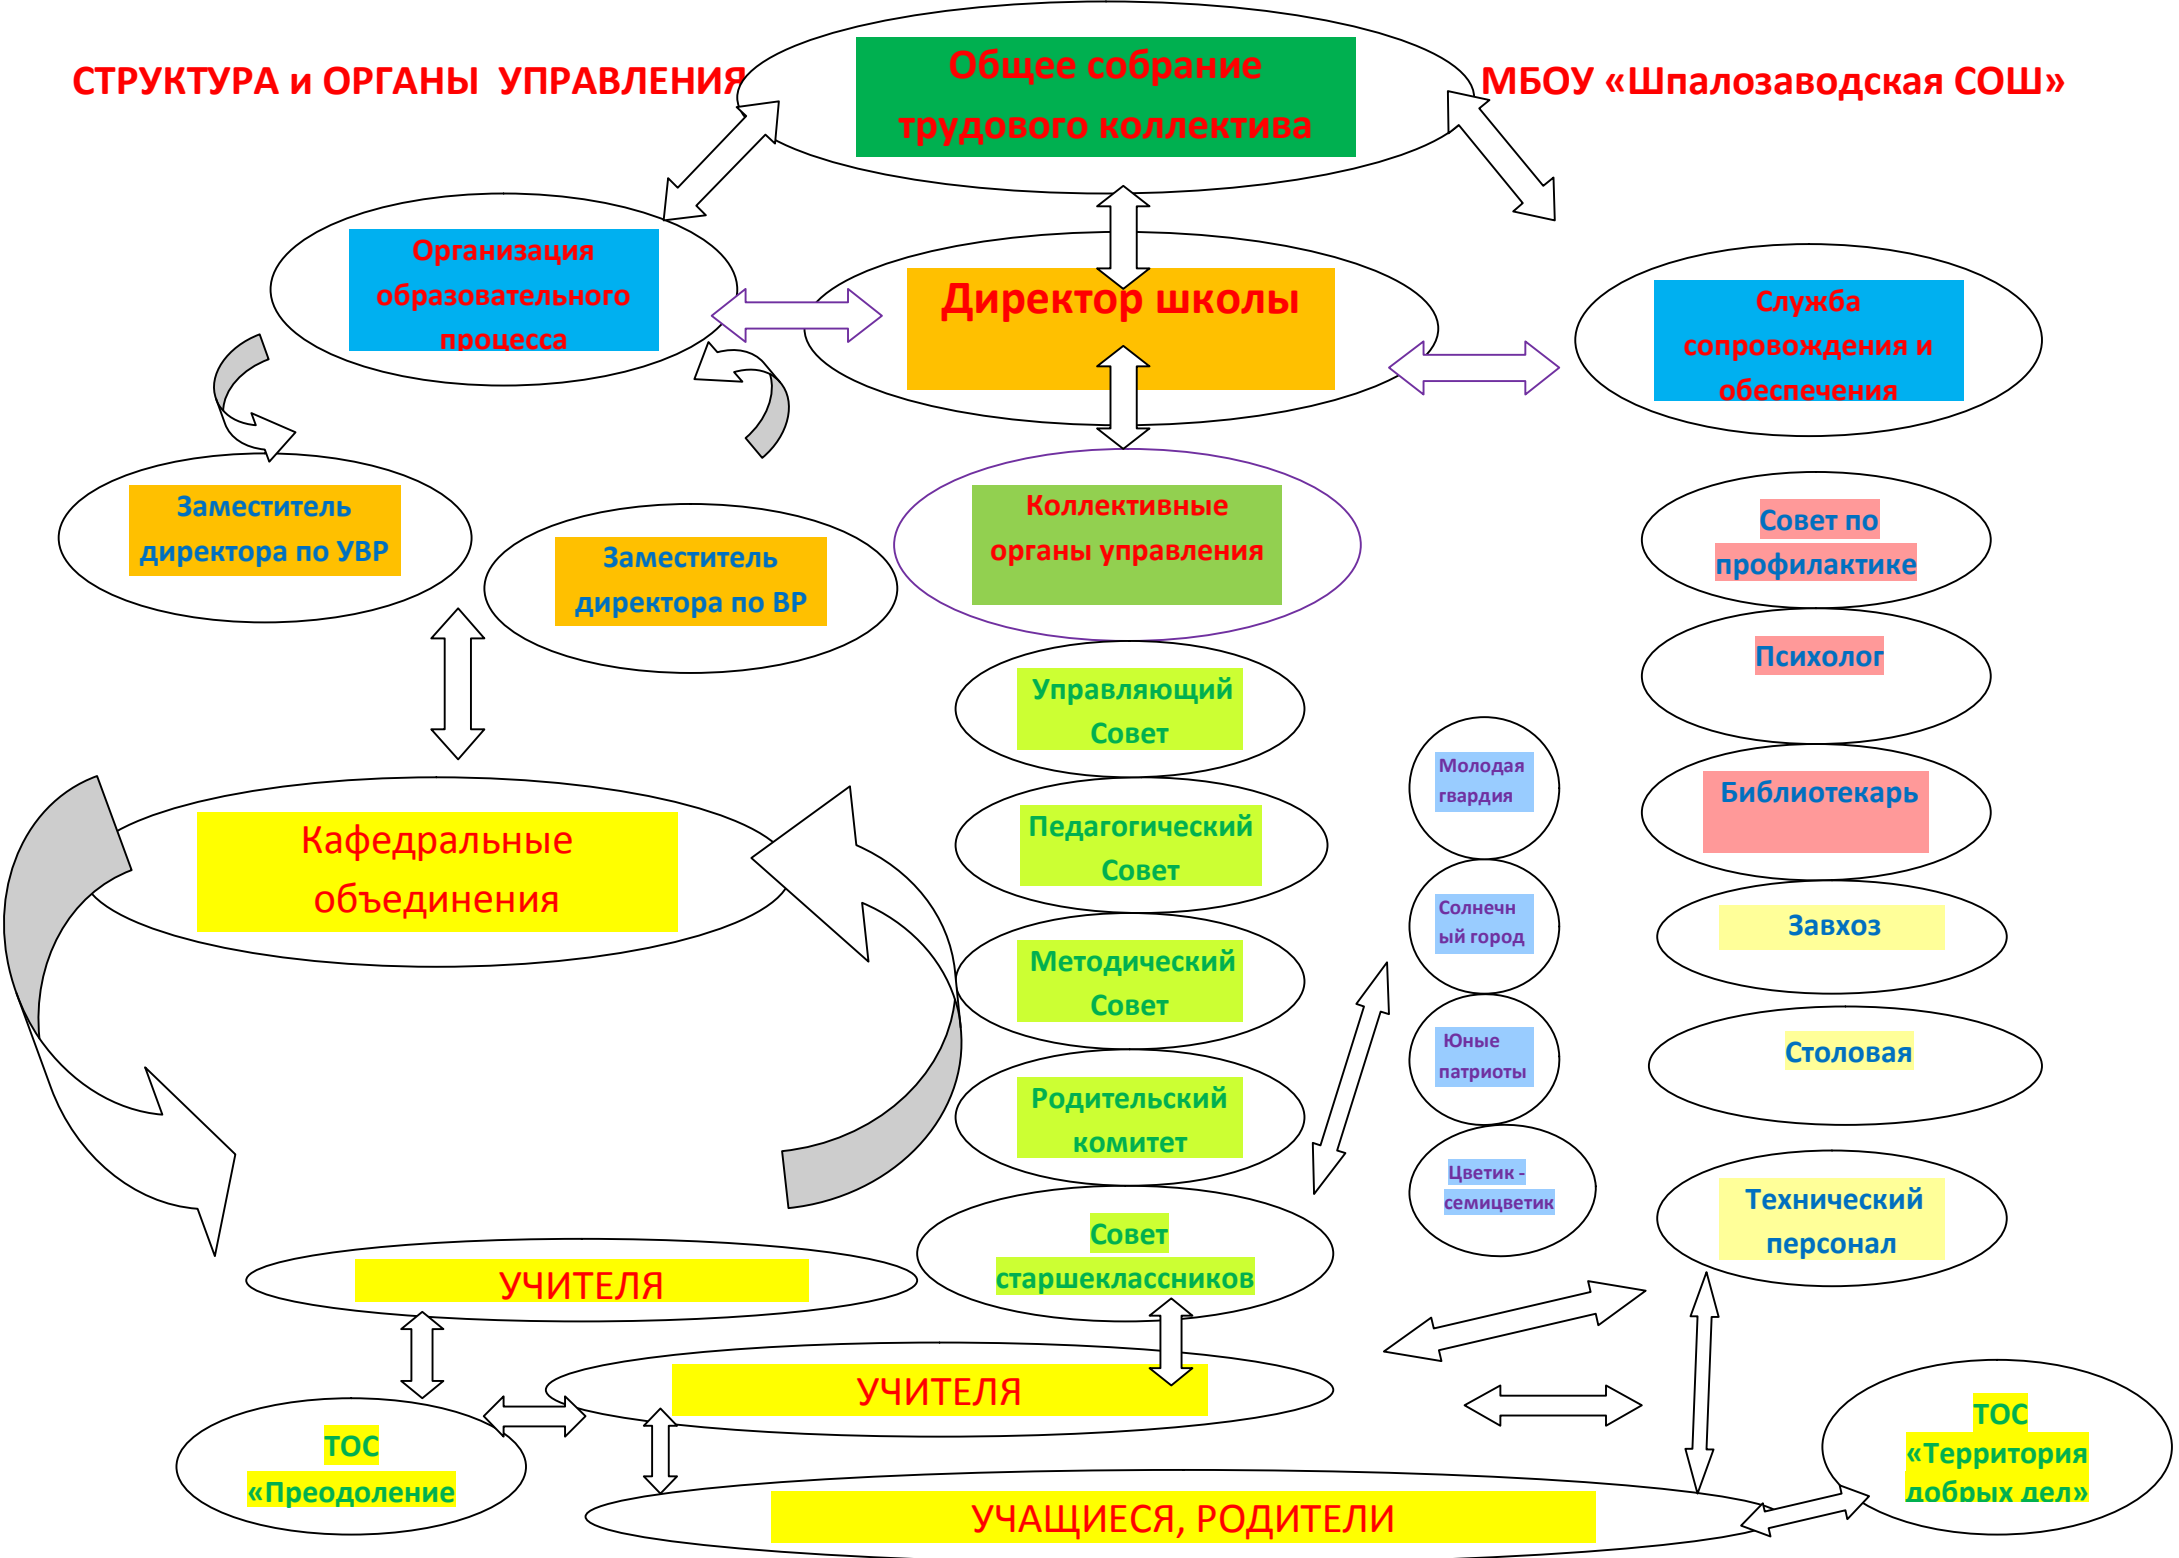 СТРУКТУРА и ОРГАНЫ УПРАВЛЕНИЯ
МБОУ «Шпалозаводская СОШ»
Общее собрание
трудового коллектива
Организация
образовательного
процесса
Директор школы
Служба
сопровождения и
обеспечения
Заместитель
директора по УВР
Заместитель
директора по ВР
Коллективные
органы управления
Совет по
профилактике
Психолог
Библиотекарь
Завхоз
Столовая
Технический
персонал
Управляющий
Совет
Педагогический
Совет
Методический
Совет
Родительский
комитет
Совет
старшеклассников
Молодая
гвардия
Солнечн
ый город
Юные
патриоты
Цветик -
семицветик
Кафедральные
объединения
УЧИТЕЛЯ
УЧИТЕЛЯ
ТОС
«Преодоление
УЧАЩИЕСЯ, РОДИТЕЛИ
ТОС
«Территория
добрых дел»